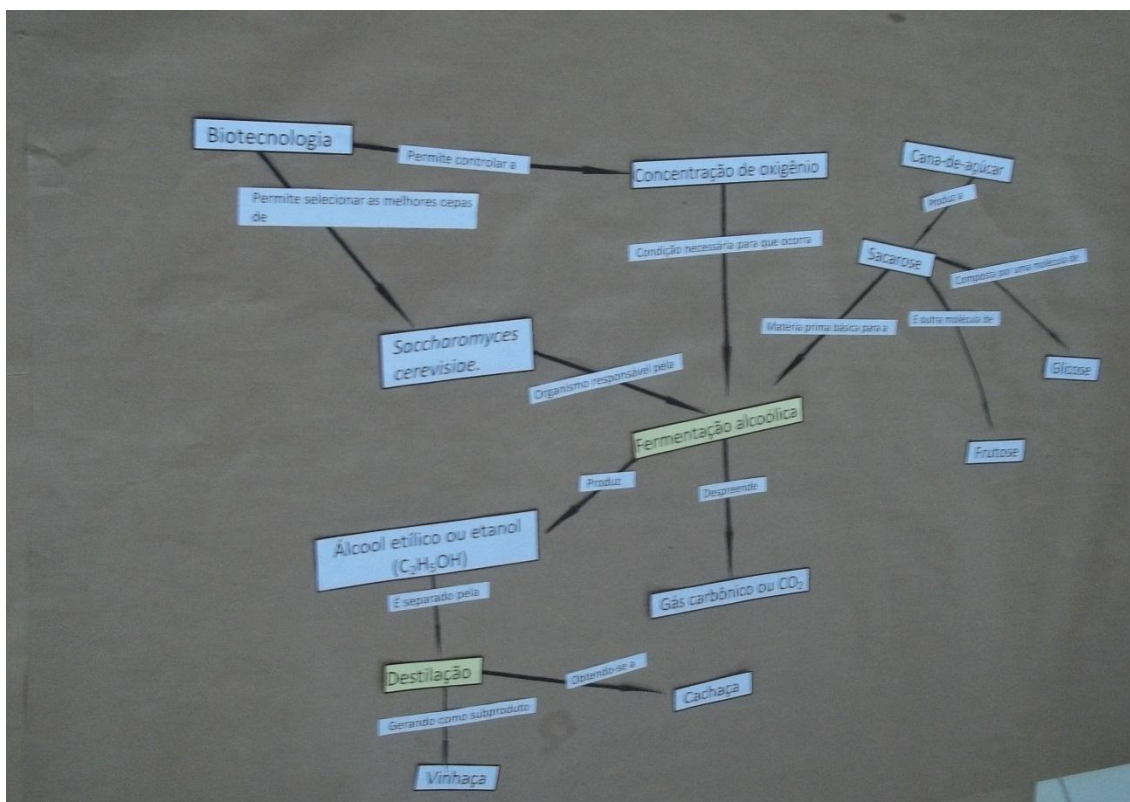 Biotecnologia
Permite controlar a
Concentração de oxigênio
Cana-de-açúcar
Produz a
Permite selecionar as melhores cepas
de
Condição necessária para que ocorra
Sacarose
Composta por uma molécula de
Matéria prima básica para a
E outra molécula de
Saccharomyces
cerevisiae.
Glicose
Organismo responsável pela
Fermentação alcoólica
Frutose
Produz
Despreende
Álcool etílico ou etanol
(C₂H₅OH)
É separado pela
Gás carbônico ou CO₂
Destilação
Obtendo-se a
Cachaça
Gerando como subproduto
Vinhaça